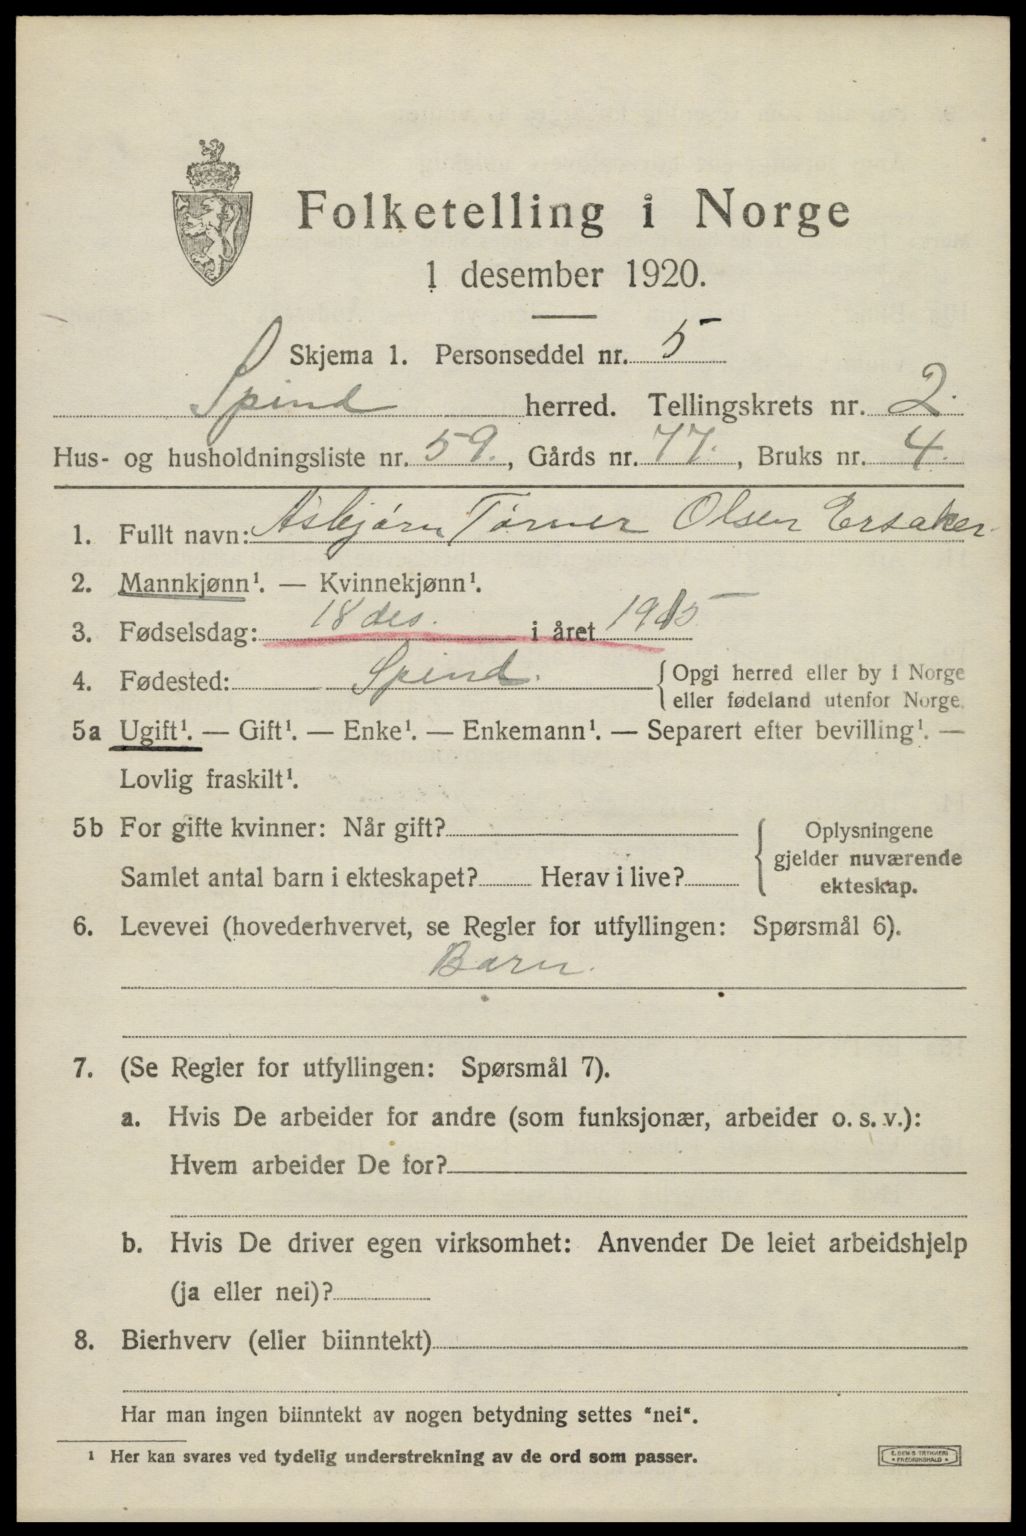 Folketelling i Norge
1 desember 1920.
Skjema 1. Personseddel nr. 5
Spind herred. Tellingskrets nr. 2.
Hus- og husholdningsliste nr. 59., Gårds nr. 77., Bruks nr. 4.
1. Fullt navn: Asbjørn Tørner Olsen Ersaker
2. Mannkjønn¹. — Kvinnekjønn¹.
3. Fødselsdag: 18 des. i året 1915
4. Fødested: Spind. { Opgi herred eller by i Norge
eller fødeland utenfor Norge.
5a Ugift¹. — Gift¹. — Enke¹. — Enkemann¹. — Separert efter bevilling¹. —
Lovlig fraskilt¹.
5b For gifte kvinner: Når gift?
Samlet antal barn i ekteskapet? Herav i live?
{ Oplysningene
gjelder nuværende
ekteskap.
6. Levevei (hovederhvervet, se Regler for utfyllingen: Spørsmål 6).
Barn.
7. (Se Regler for utfyllingen: Spørsmål 7).
a. Hvis De arbeider for andre (som funksjonær, arbeider o. s. v.):
Hvem arbeider De for?
b. Hvis De driver egen virksomhet: Anvender De leiet arbeidshjelp
(ja eller nei)?
8. Bierhverv (eller biinntekt)
Har man ingen biinntekt av nogen betydning settes "nei".
¹ Her kan svares ved tydelig understrekning av de ord som passer.
E. SEM'S TRYKKERI
• FREDRIKSHALD •